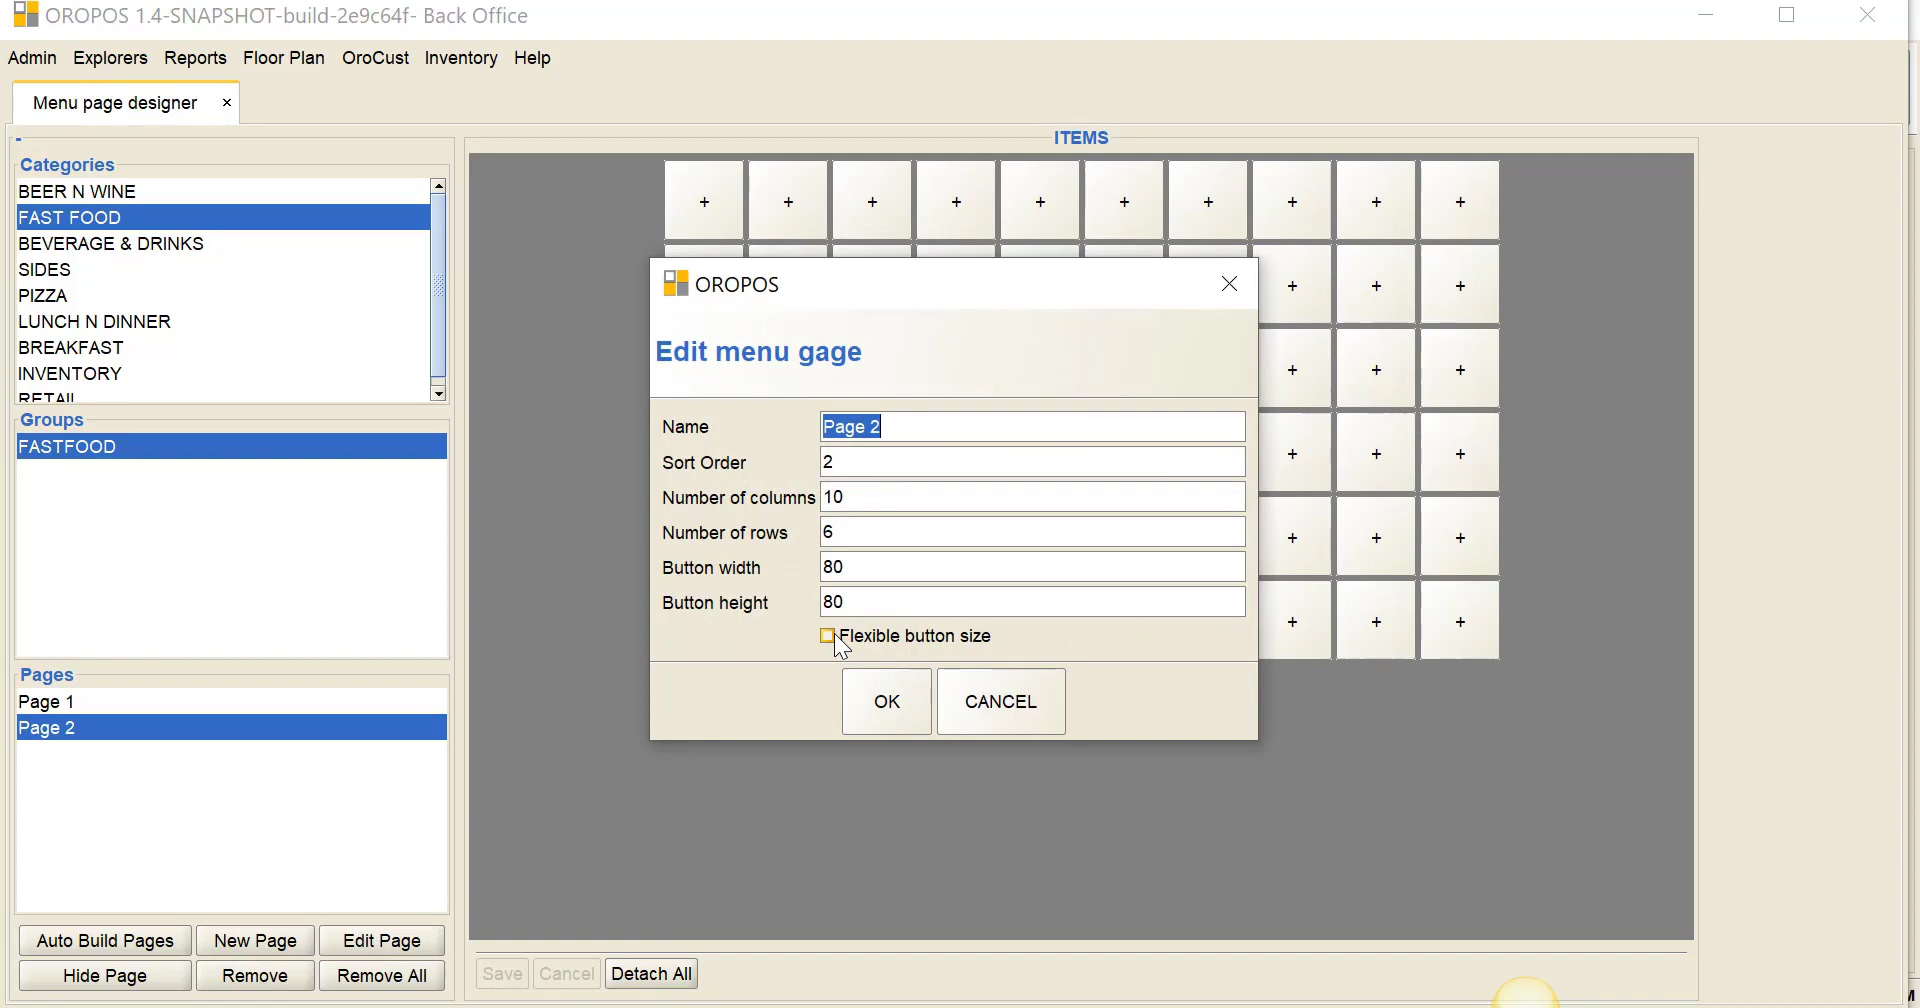 OROPOS 1.4-SNAPSHOT-build-2e9c64f- Back Office
Admin Explorers Reports Floor Plan OroCust Inventory Help
Menu page designer ×
-
Categories
BEER N WINE
FAST FOOD
BEVERAGE & DRINKS
SIDES
PIZZA
LUNCH N DINNER
BREAKFAST
INVENTORY
RETAIL
Groups
FASTFOOD
Pages
Page 1
Page 2
Auto Build Pages New Page Edit Page
Hide Page Remove Remove All
ITEMS
+ + + + + + + + + +
+ + +
+ + +
+ + +
+ + +
+ + +
OROPOS
Edit menu gage
Name Page 2
Sort Order 2
Number of columns 10
Number of rows 6
Button width 80
Button height 80
Flexible button size
OK CANCEL
Save Cancel Detach All